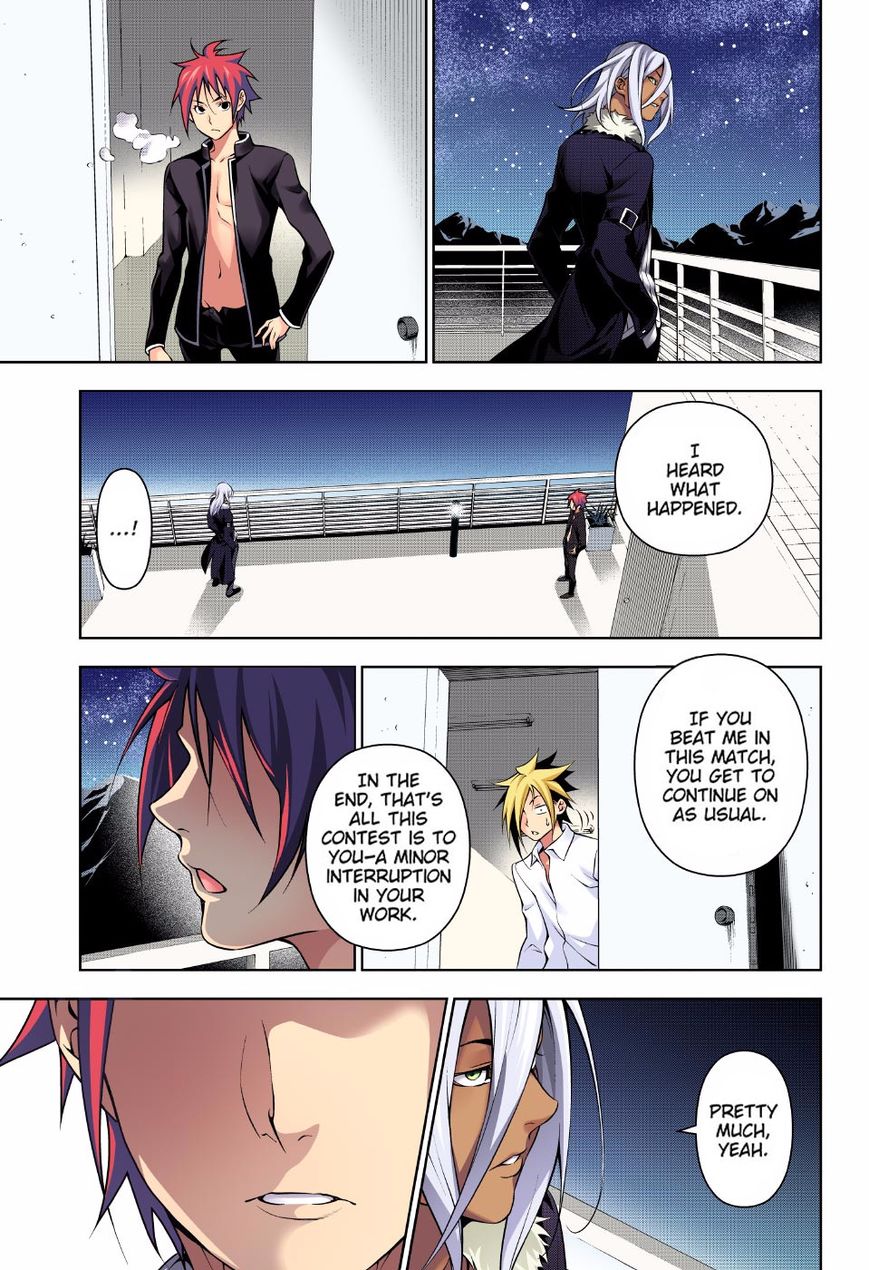 I
HEARD
WHAT
HAPPENED.
...!
IF YOU
BEAT ME IN
THIS MATCH,
YOU GET TO
CONTINUE ON
AS USUAL.
IN THE
END, THAT'S
ALL THIS
CONTEST IS TO
YOU-A MINOR
INTERRUPTION
IN YOUR
WORK.
PRETTY
MUCH,
YEAH.